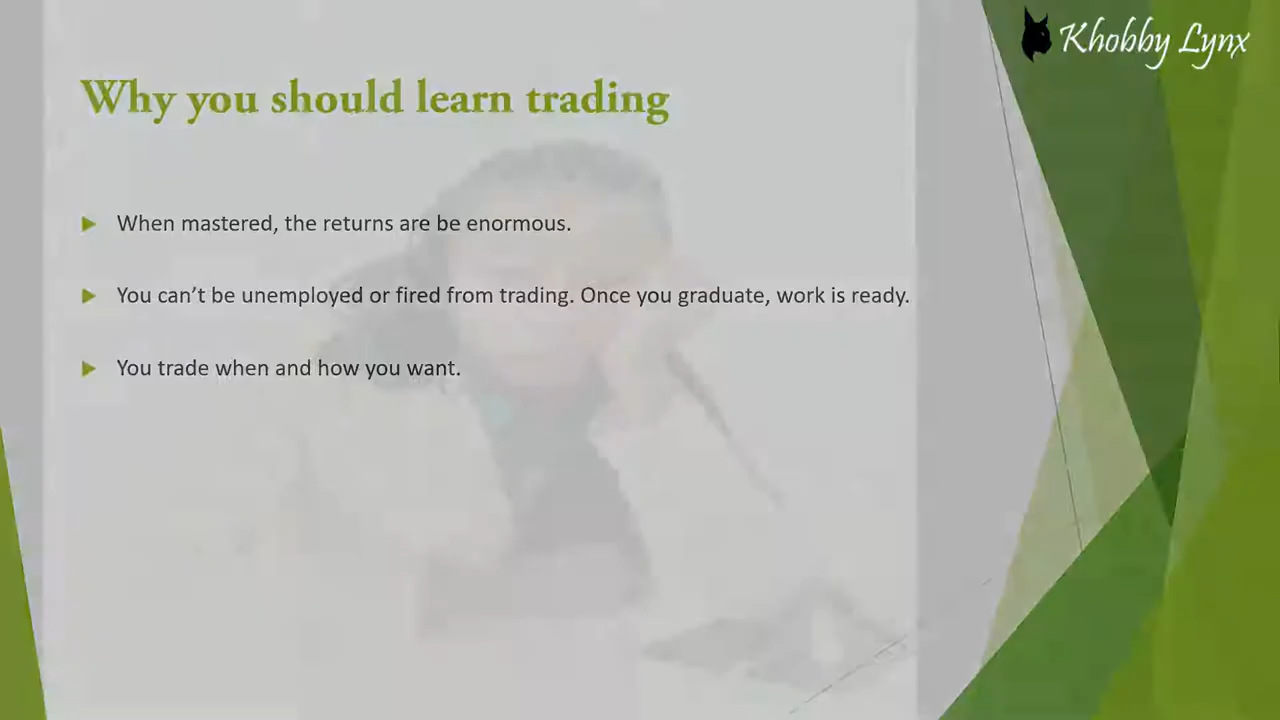 Khobby Lynx
Why you should learn trading
When mastered, the returns are be enormous.
You can’t be unemployed or fired from trading. Once you graduate, work is ready.
You trade when and how you want.